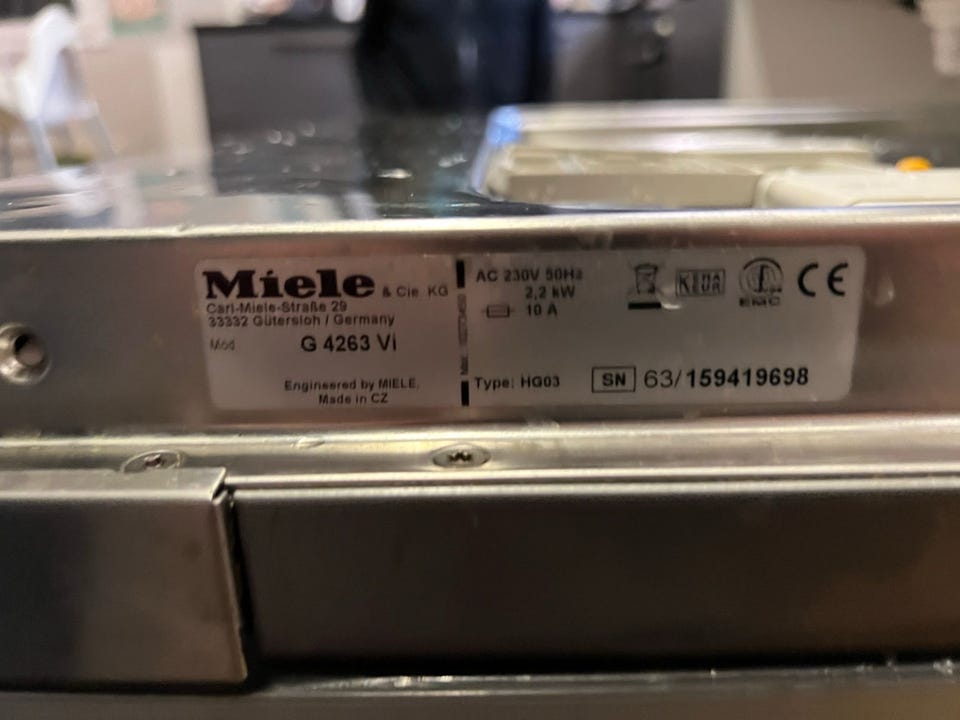 Miele & Cie. KG
Carl-Miele-Straße 29
33332 Gütersloh / Germany
Mod G 4263 Vi
Engineered by MIELE,
Made in CZ
AC 230V 50Hz
2,2 kW
10 A
Type: HG03
SN 63/159419698
KEMA
EMC
CE